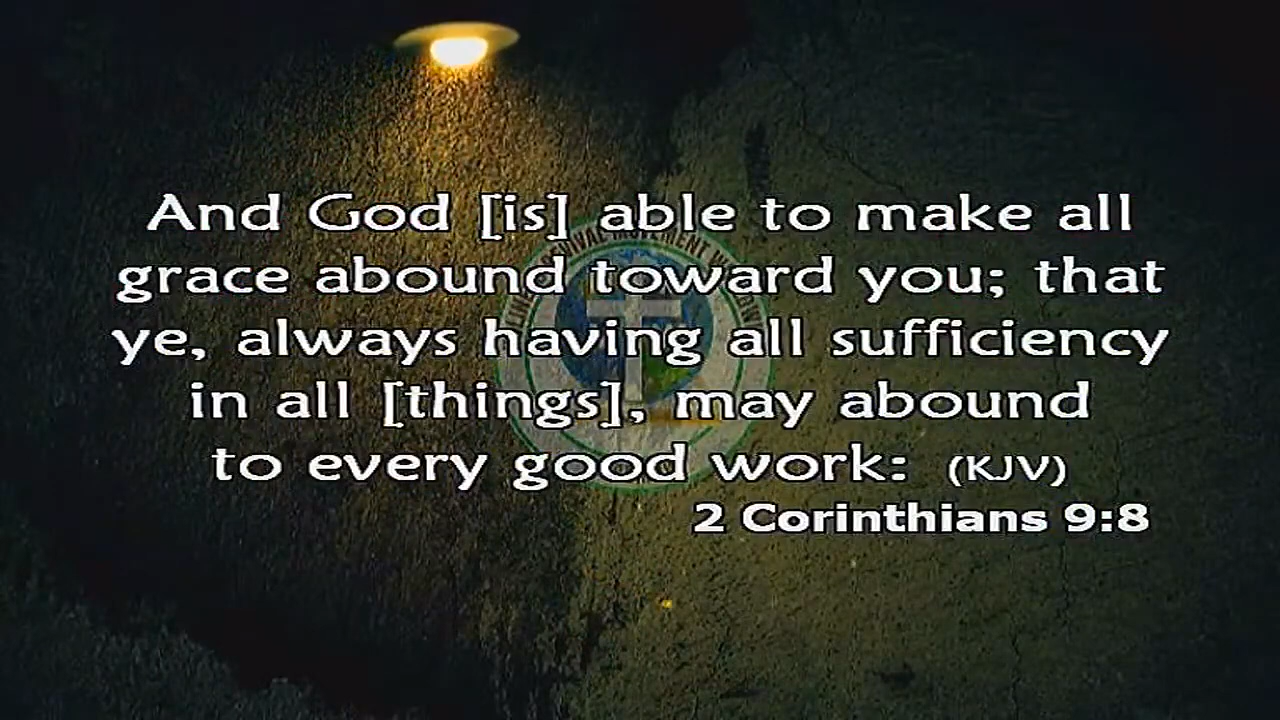 And God [is] able to make all
grace abound toward you; that
ye, always having all sufficiency
in all [things], may abound
to every good work: (KJV)
2 Corinthians 9:8